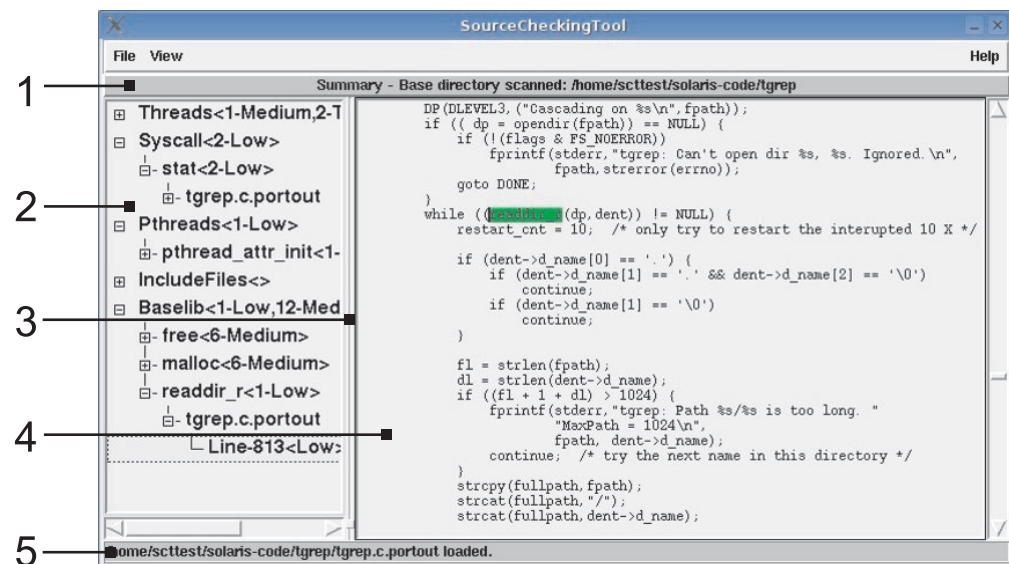 SourceCheckingTool
File View Help
1
Summary - Base directory scanned: /home/scttest/solaris-code/tgrep
2
Threads<1-Medium,2-T
Syscall<2-Low>
stat<2-Low>
tgrep.c.portout
Pthreads<1-Low>
pthread_attr_init<1-
IncludeFiles<>
Baselib<1-Low,12-Med
free<6-Medium>
malloc<6-Medium>
readdir_r<1-Low>
tgrep.c.portout
Line-813<Low>
3
4
DP(DLEVEL3, ("Cascading on %s\n",fpath));
if (( dp = opendir(fpath)) == NULL) {
if (!(flags & FS_NOERROR))
fprintf(stderr,"tgrep: Can't open dir %s, %s. Ignored.\n",
fpath,strerror(errno));
goto DONE;
}
while ((readdir_r(dp,dent)) != NULL) {
restart_cnt = 10; /* only try to restart the interupted 10 X */
if (dent->d_name[0] == '.') {
if (dent->d_name[1] == '.' && dent->d_name[2] == '\0')
continue;
if (dent->d_name[1] == '\0')
continue;
}
fl = strlen(fpath);
dl = strlen(dent->d_name);
if ((fl + 1 + dl) > 1024) {
fprintf(stderr,"tgrep: Path %s/%s is too long. "
"MaxPath = 1024\n",
fpath, dent->d_name);
continue; /* try the next name in this directory */
}
strcpy(fullpath,fpath);
strcat(fullpath,"/");
strcat(fullpath,dent->d_name);
5
home/scttest/solaris-code/tgrep/tgrep.c.portout loaded.